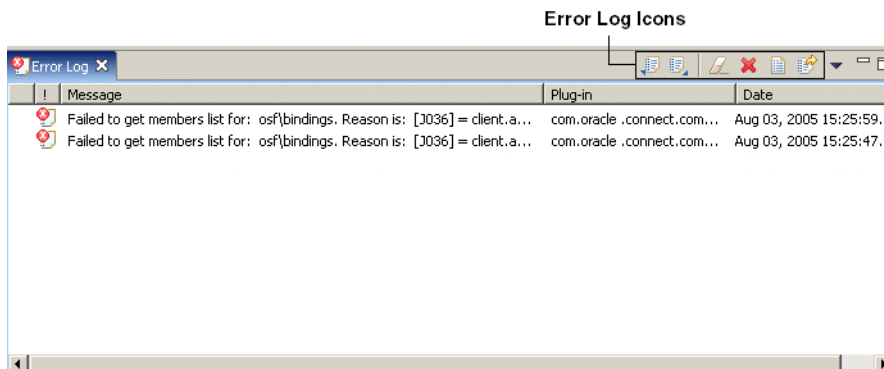 Error Log Icons
Error Log
! Message Plug-in Date
Failed to get members list for: osf\bindings. Reason is: [J036] = client.a... com.oracle .connect.com... Aug 03, 2005 15:25:59.
Failed to get members list for: osf\bindings. Reason is: [J036] = client.a... com.oracle .connect.com... Aug 03, 2005 15:25:47.